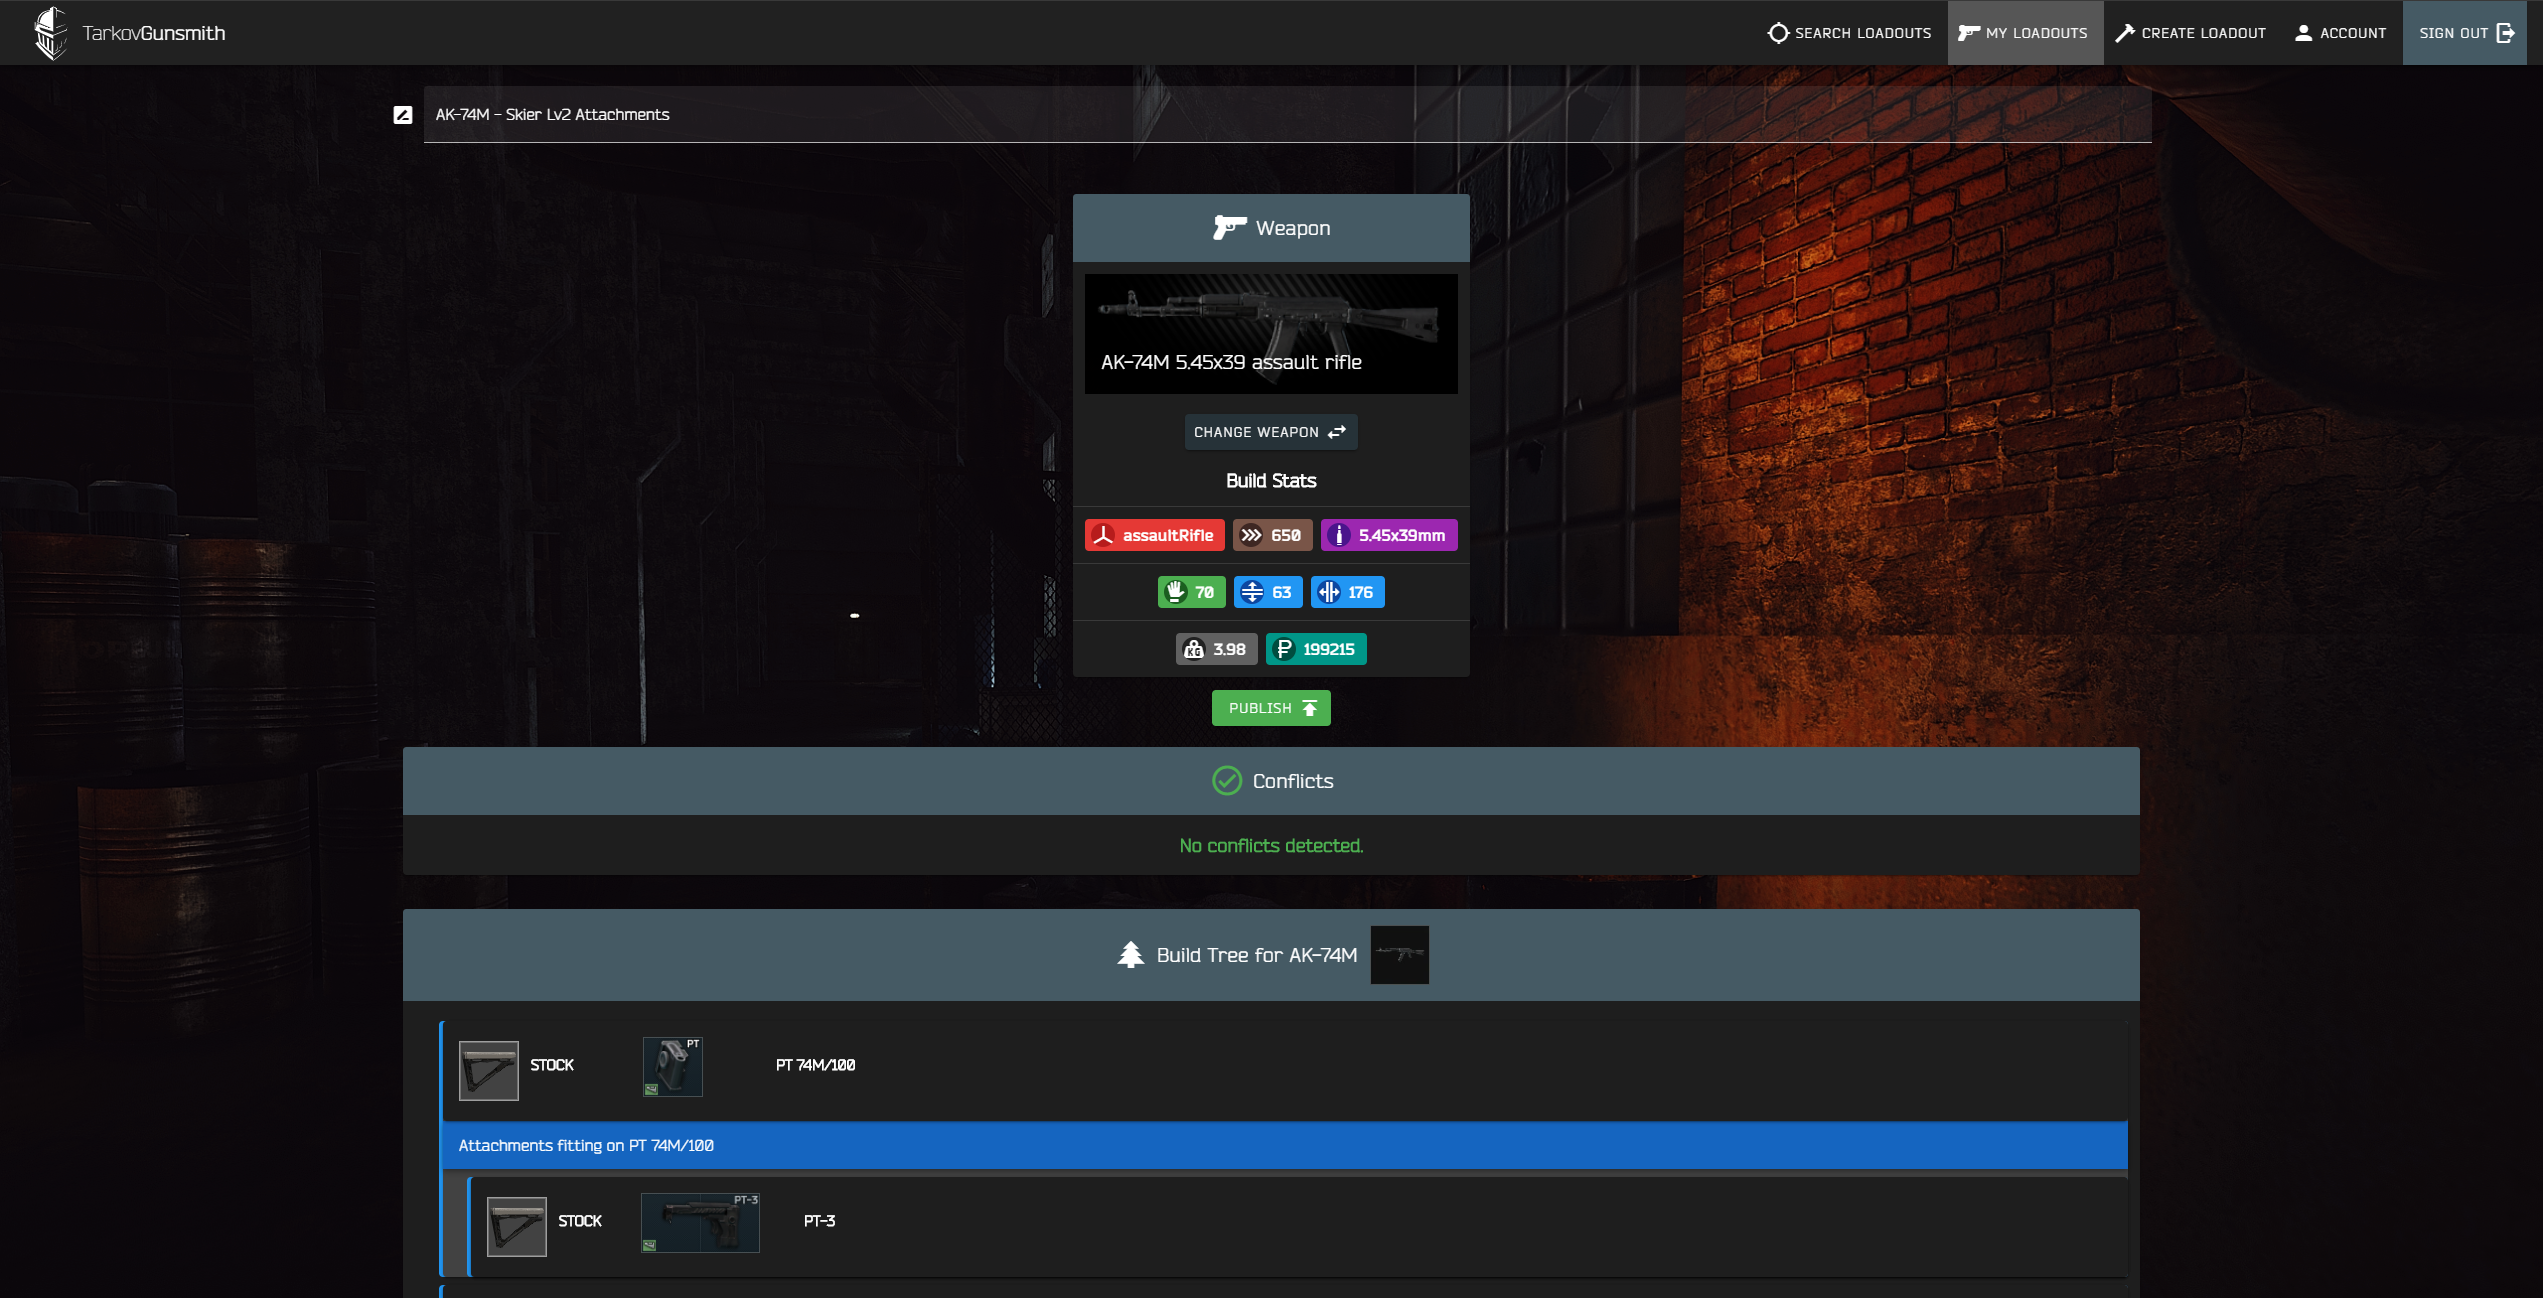 TarkovGunsmith
SEARCH LOADOUTS
MY LOADOUTS
CREATE LOADOUT
ACCOUNT
SIGN OUT
AK-74M - Skier Lv2 Attachments
Weapon
AK-74M 5.45x39 assault rifle
CHANGE WEAPON
Build Stats
assaultRifle 650 5.45x39mm
70 63 176
KG 3.98 199215
PUBLISH
Conflicts
No conflicts detected.
Build Tree for AK-74M
STOCK PT PT 74M/100
Attachments fitting on PT 74M/100
STOCK PT-3 PT-3